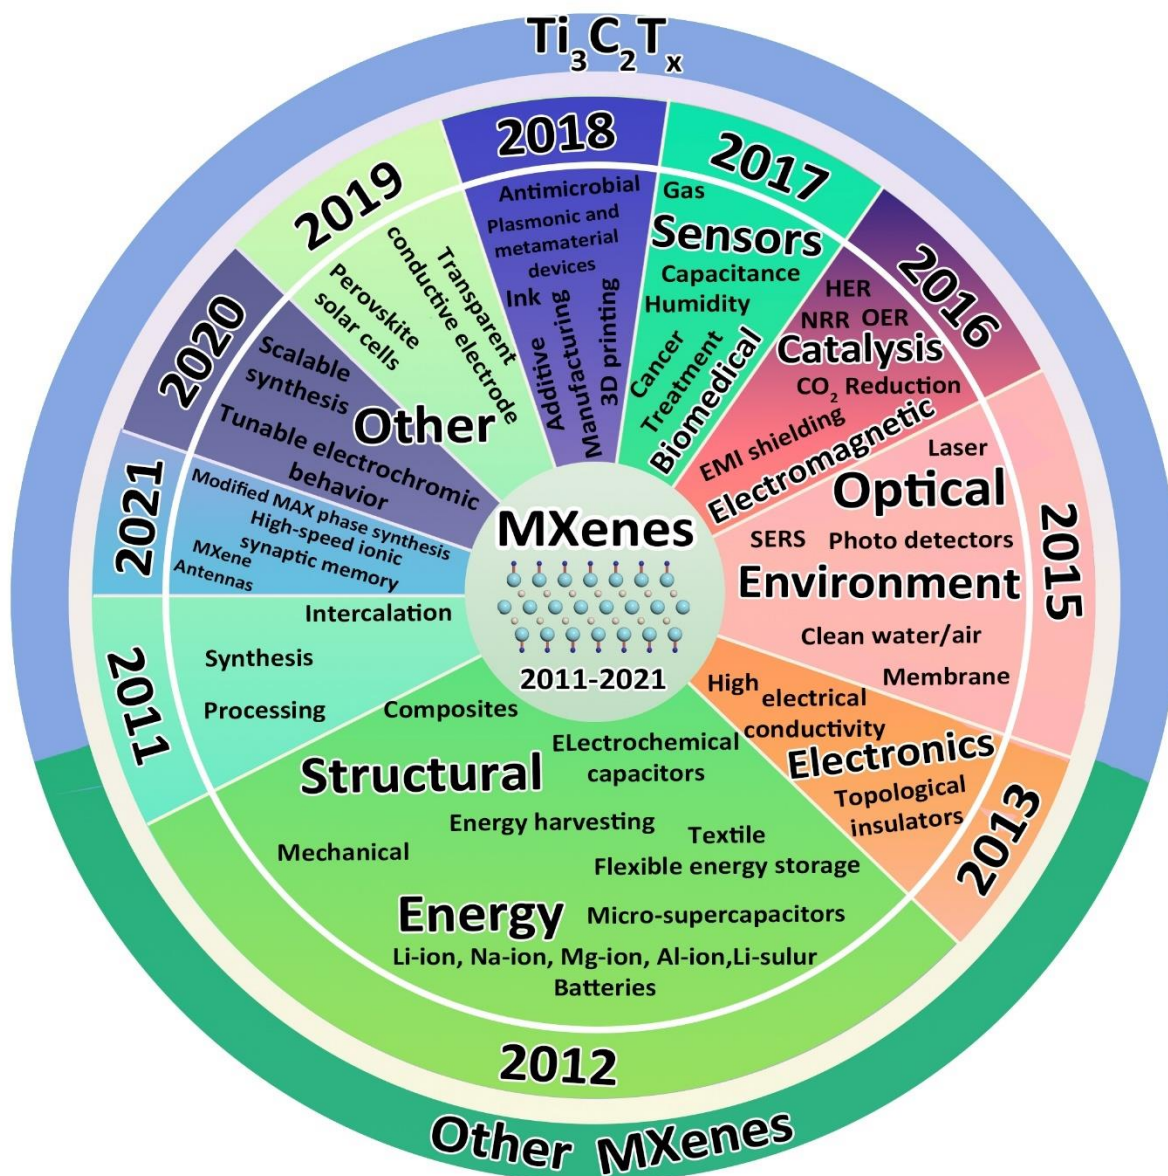 Ti₃C₂Tₓ
2018
Antimicrobial
Plasmonic and
metamaterial
devices
Ink
Additive
Manufacturing
3D printing
2017
Gas
Sensors
Capacitance
Humidity
Cancer
Treatment
Biomedical
2016
HER
NRR OER
Catalysis
CO₂ Reduction
EMI shielding
Electromagnetic
2015
Laser
Optical
SERS
Photo detectors
Environment
Clean water/air
Membrane
2013
High
electrical
conductivity
Electronics
Topological
insulators
2012
Composites
Structural
ELectrochemical
capacitors
Energy harvesting
Mechanical
Textile
Flexible energy storage
Energy
Micro-supercapacitors
Li-ion, Na-ion, Mg-ion, Al-ion,Li-sulur
Batteries
2011
Intercalation
Synthesis
Processing
2021
Modified MAX phase synthesis
High-speed ionic
synaptic memory
MXene
Antennas
2020
Scalable
synthesis
Tunable electrochromic
behavior
2019
Transparent
conductive electrode
Perovskite
solar cells
Other
MXenes
2011-2021
Other MXenes